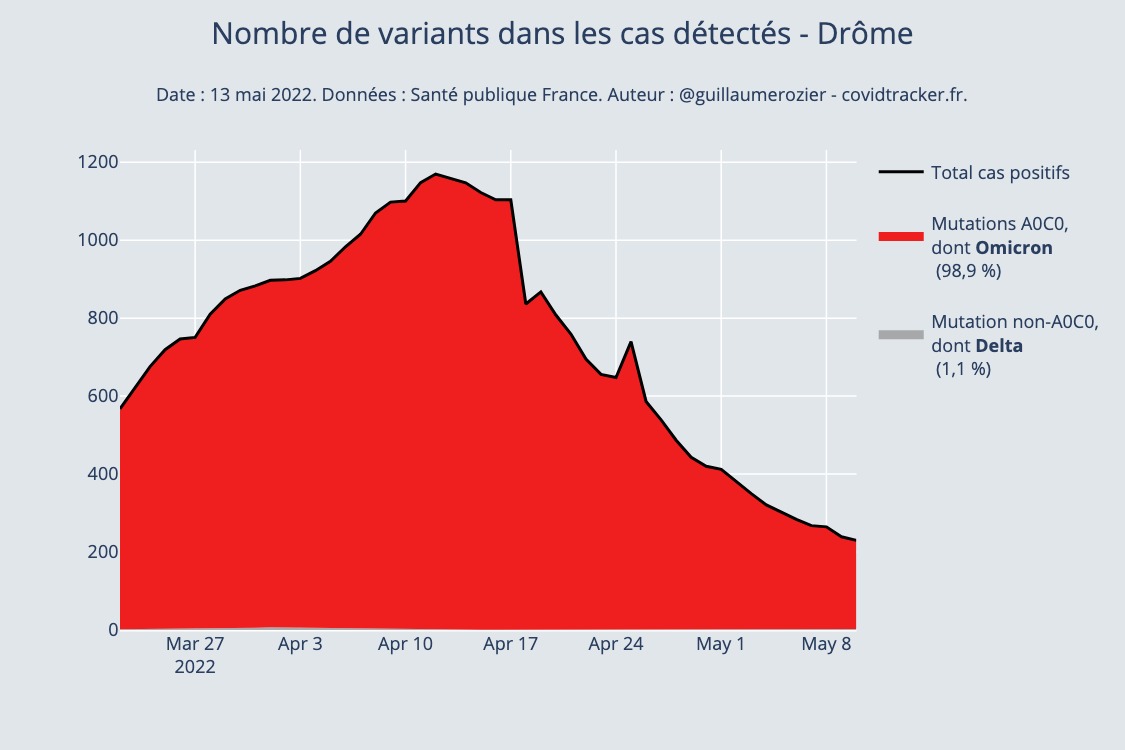 Nombre de variants dans les cas détectés - Drôme
Date : 13 mai 2022. Données : Santé publique France. Auteur : @guillaumerozier - covidtracker.fr.
1200
1000
800
600
400
200
0
Mar 27
2022
Apr 3
Apr 10
Apr 17
Apr 24
May 1
May 8
Total cas positifs
Mutations A0C0,
dont Omicron
(98,9 %)
Mutation non-A0C0,
dont Delta
(1,1 %)